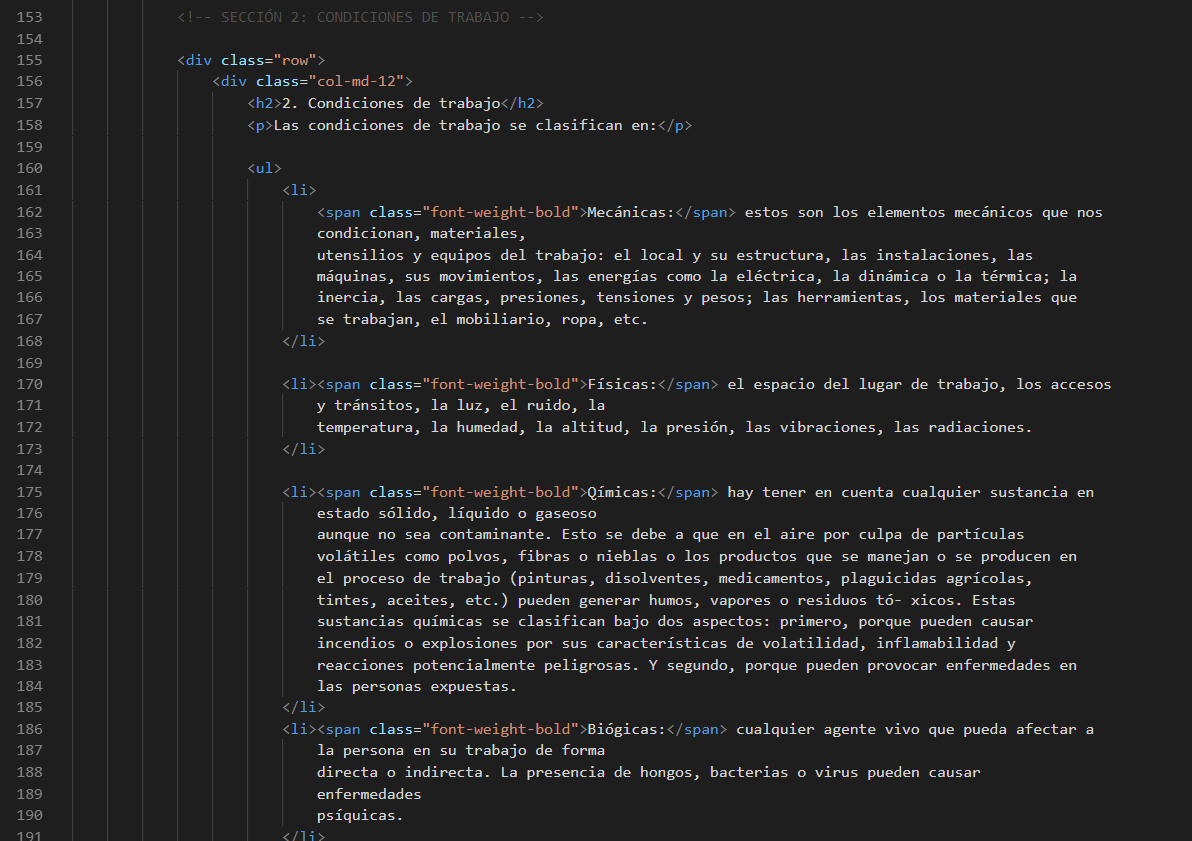 153 <!-- SECCIÓN 2: CONDICIONES DE TRABAJO -->
154
155 <div class="row">
156 <div class="col-md-12">
157 <h2>2. Condiciones de trabajo</h2>
158 <p>Las condiciones de trabajo se clasifican en:</p>
159
160 <ul>
161 <li>
162 <span class="font-weight-bold">Mecánicas:</span> estos son los elementos mecánicos que nos
163 condicionan, materiales,
164 utensilios y equipos del trabajo: el local y su estructura, las instalaciones, las
165 máquinas, sus movimientos, las energías como la eléctrica, la dinámica o la térmica; la
166 inercia, las cargas, presiones, tensiones y pesos; las herramientas, los materiales que
167 se trabajan, el mobiliario, ropa, etc.
168 </li>
169
170 <li><span class="font-weight-bold">Físicas:</span> el espacio del lugar de trabajo, los accesos
171 y tránsitos, la luz, el ruido, la
172 temperatura, la humedad, la altitud, la presión, las vibraciones, las radiaciones.
173 </li>
174
175 <li><span class="font-weight-bold">Qímicas:</span> hay tener en cuenta cualquier sustancia en
176 estado sólido, líquido o gaseoso
177 aunque no sea contaminante. Esto se debe a que en el aire por culpa de partículas
178 volátiles como polvos, fibras o nieblas o los productos que se manejan o se producen en
179 el proceso de trabajo (pinturas, disolventes, medicamentos, plaguicidas agrícolas,
180 tintes, aceites, etc.) pueden generar humos, vapores o residuos tó- xicos. Estas
181 sustancias químicas se clasifican bajo dos aspectos: primero, porque pueden causar
182 incendios o explosiones por sus características de volatilidad, inflamabilidad y
183 reacciones potencialmente peligrosas. Y segundo, porque pueden provocar enfermedades en
184 las personas expuestas.
185 </li>
186 <li><span class="font-weight-bold">Biógicas:</span> cualquier agente vivo que pueda afectar a
187 la persona en su trabajo de forma
188 directa o indirecta. La presencia de hongos, bacterias o virus pueden causar
189 enfermedades
190 psíquicas.
191 </li>